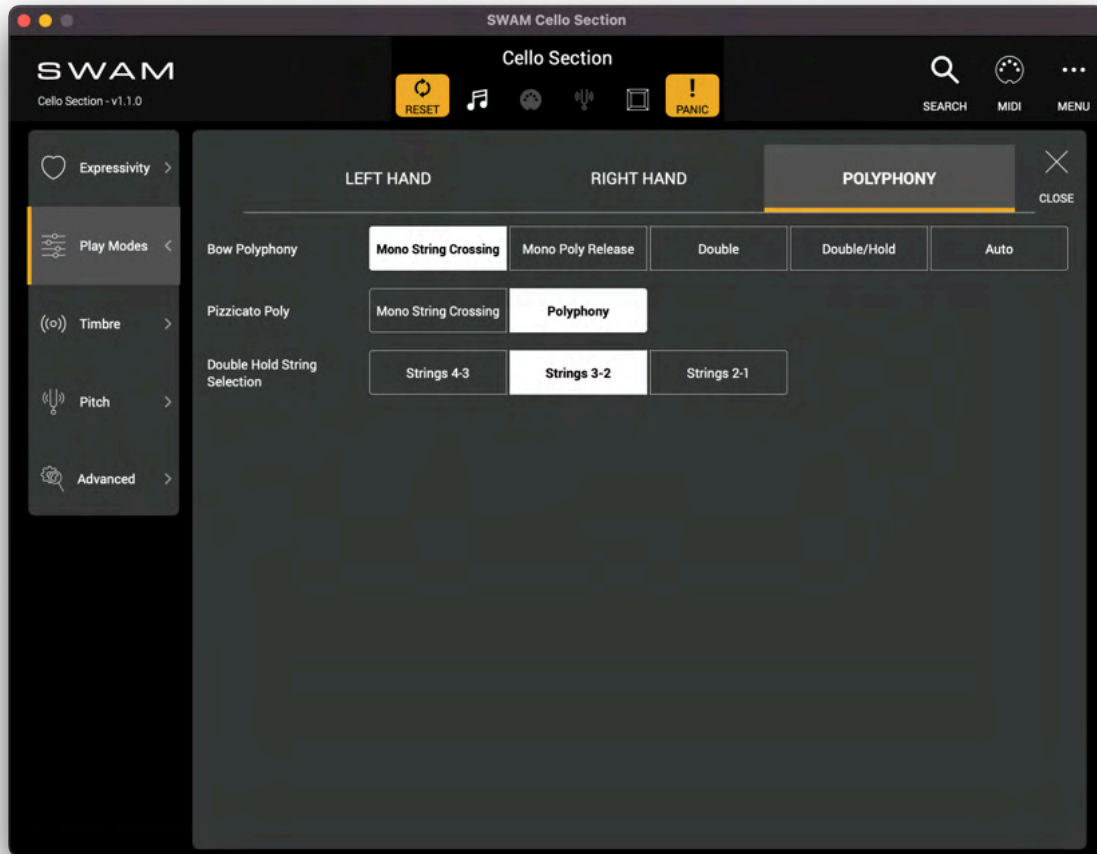 SWAM Cello Section
SWAM
Cello Section - v1.1.0
Cello Section
RESET
!
PANIC
SEARCH
MIDI
MENU
Expressivity
Play Modes
Timbre
Pitch
Advanced
LEFT HAND
RIGHT HAND
POLYPHONY
CLOSE
Bow Polyphony
Mono String Crossing
Mono Poly Release
Double
Double/Hold
Auto
Pizzicato Poly
Mono String Crossing
Polyphony
Double Hold String
Selection
Strings 4-3
Strings 3-2
Strings 2-1